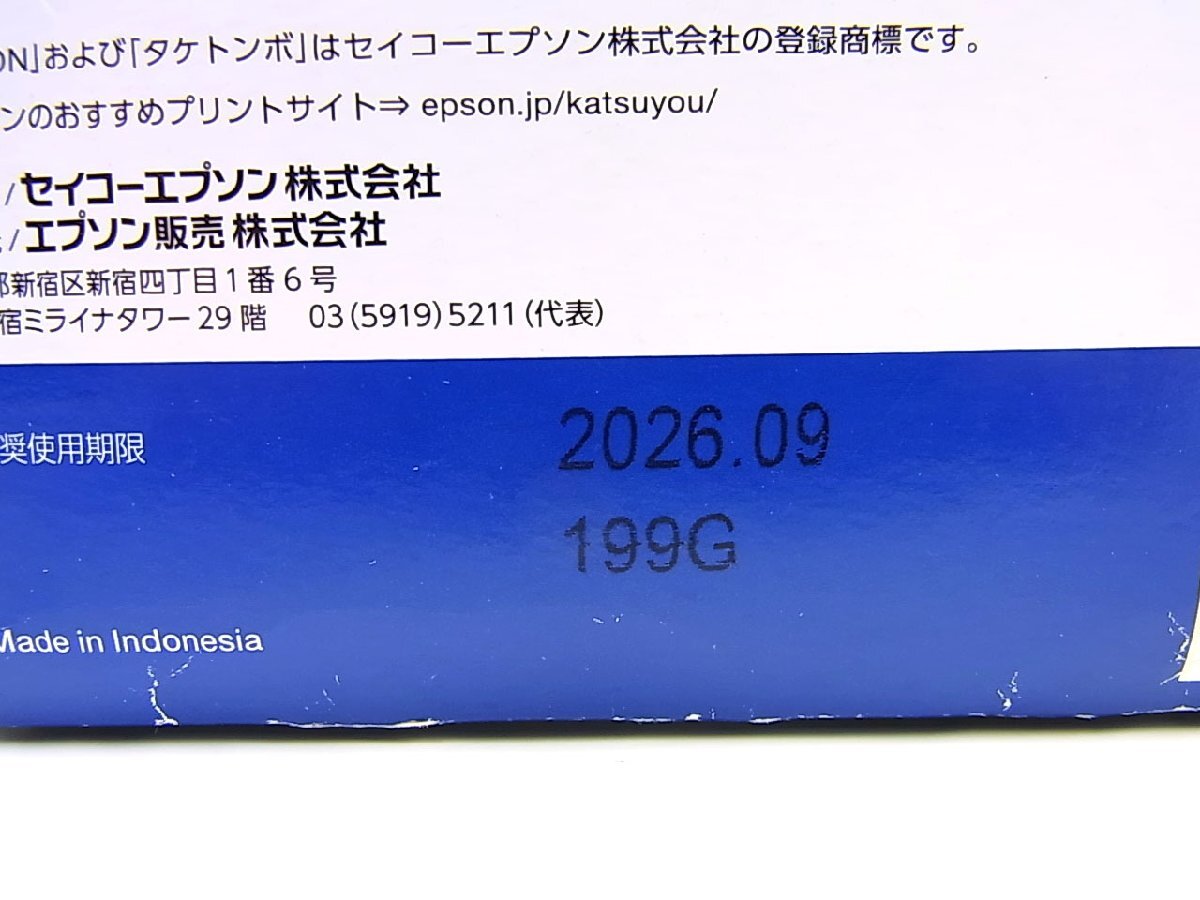 ON」および「タケトンボ」はセイコーエプソン株式会社の登録商標です。
ンのおすすめプリントサイト⇒ epson.jp/katsuyou/
/セイコーエプソン株式会社
/エプソン販売株式会社
都新宿区新宿四丁目1番6号
宿ミライナタワー29階 03(5919)5211(代表)
奨使用期限 2026.09
199G
Made in Indonesia